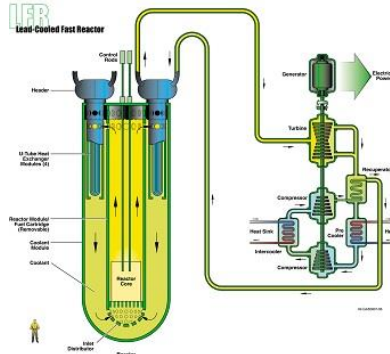 LFR
Lead-Cooled Fast Reactor
Control
Rods
Header
Generator
Electric
Power
Turbine
U-Tube Heat
Exchanger
Modules (4)
Recuperator
Compressor
Reactor Module/
Fuel Cartridge
(Removable)
Coolant
Module
Heat Sink
Pre
Cooler
Intercooler
Compressor
Coolant
Reactor
Core
Inlet
Distributor
Reactor